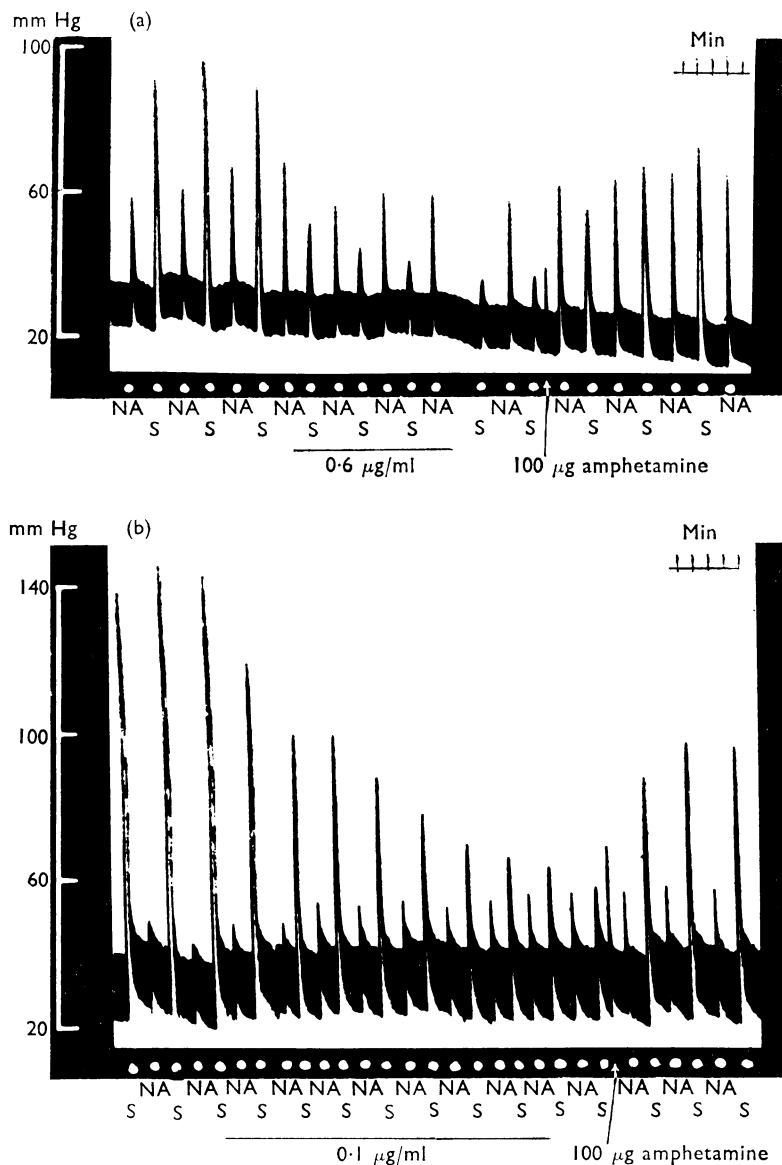 mm Hg (a)
Min
100
60
20
NA NA NA NA NA NA NA NA NA NA NA NA
S S S S S S S S S S S
0·6 µg/ml 100 µg amphetamine
mm Hg (b)
Min
140
100
60
20
NA NA NA NA NA NA NA NA NA NA NA NA NA NA
S S S S S S S S S S S S S S S
0·1 µg/ml 100 µg amphetamine